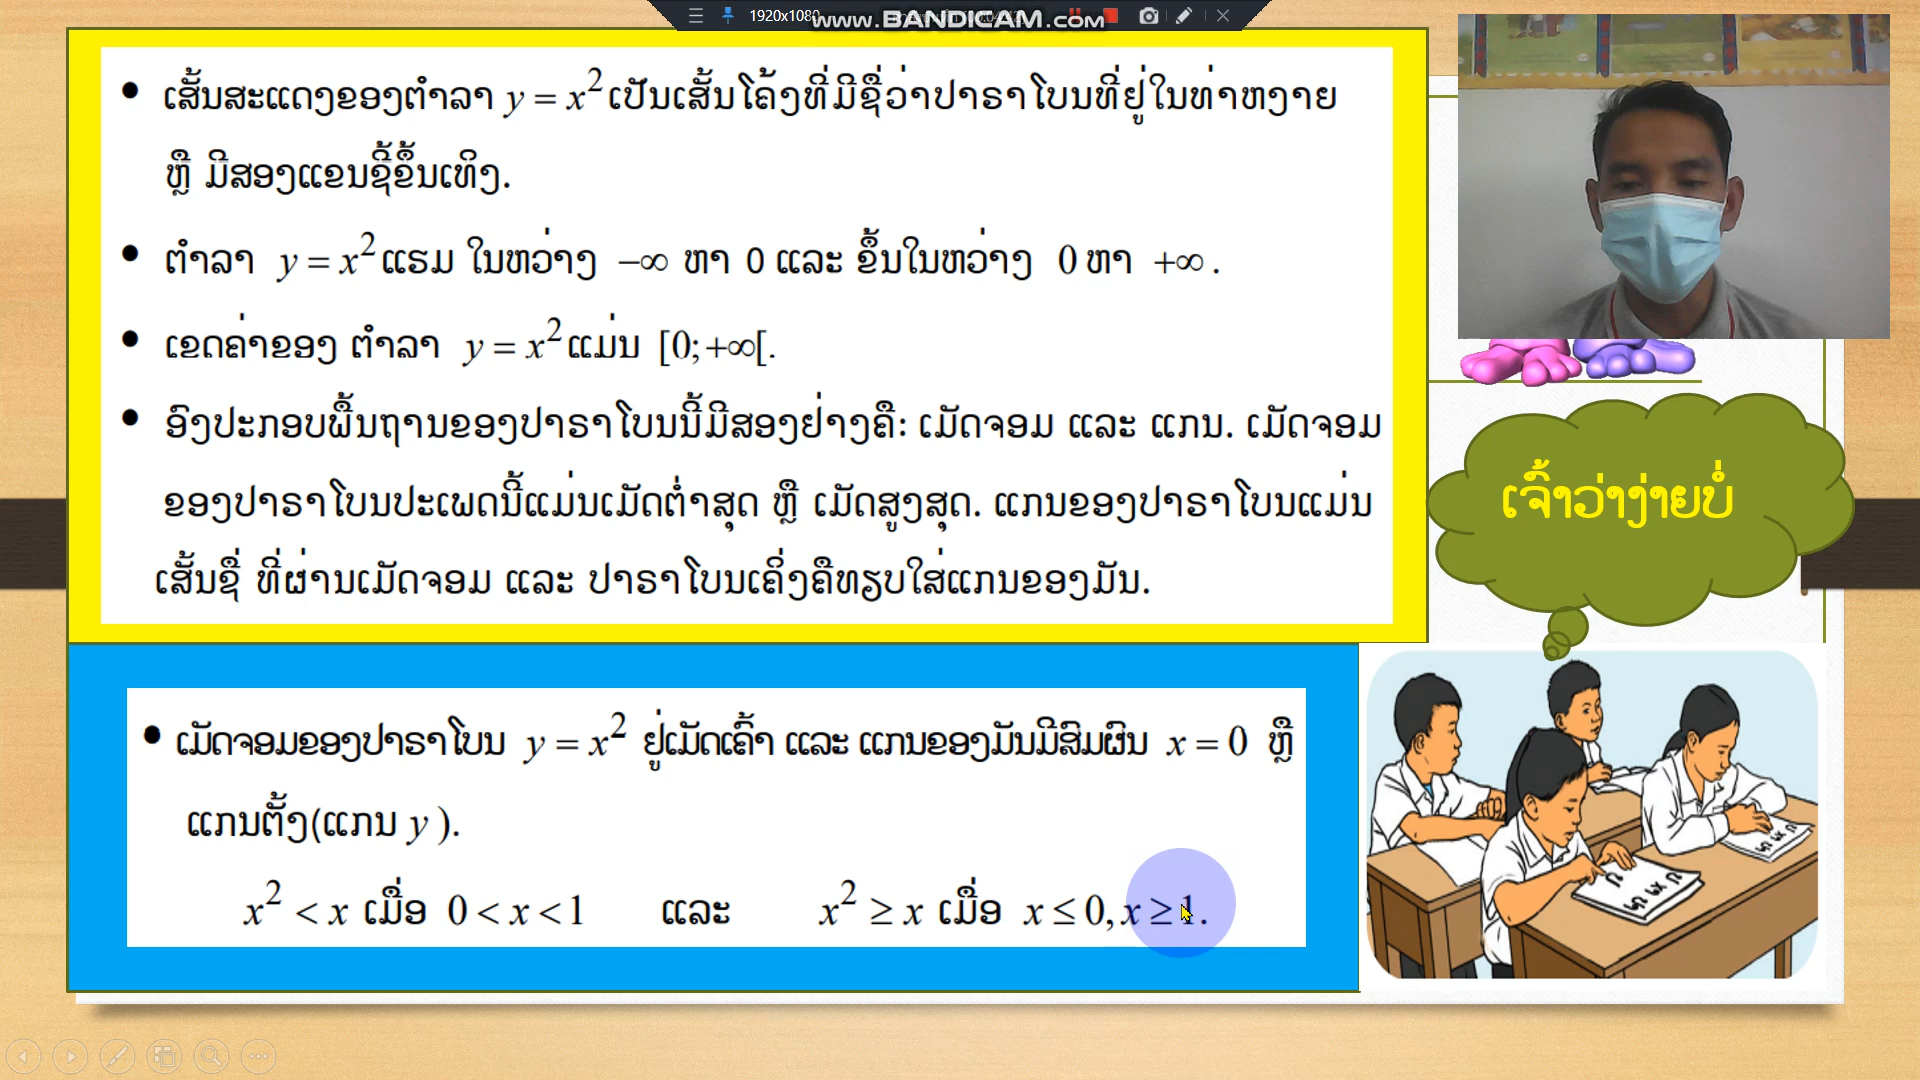 1920x1080
www.BANDICAM.com
• ເສັ້ນສະແດງຂອງຕຳລາ y = x² ເປັນເສັ້ນໂຄ້ງທີ່ມີຊື່ວ່າປາຣາໂບນທີ່ຢູ່ໃນທ່າຫງາຍ
ຫຼື ມີສອງແຂນຊີ້ຂຶ້ນເທິງ.
• ຕຳລາ y = x² ແຮມ ໃນຫວ່າງ −∞ ຫາ 0 ແລະ ຂຶ້ນໃນຫວ່າງ 0 ຫາ +∞ .
• ເຂດຄ່າຂອງ ຕຳລາ y = x² ແມ່ນ [0;+∞[.
• ອົງປະກອບພື້ນຖານຂອງປາຣາໂບນນີ້ມີສອງຢ່າງຄື: ເມັດຈອມ ແລະ ແກນ. ເມັດຈອມ
ຂອງປາຣາໂບນປະເພດນີ້ແມ່ນເມັດຕ່ຳສຸດ ຫຼື ເມັດສູງສຸດ. ແກນຂອງປາຣາໂບນແມ່ນ
ເສັ້ນຊື່ ທີ່ຜ່ານເມັດຈອມ ແລະ ປາຣາໂບນເຄິ່ງຄືທຽບໃສ່ແກນຂອງມັນ.
ເຈົ້າວ່າງ່າຍບໍ່
• ເມັດຈອມຂອງປາຣາໂບນ y = x² ຢູ່ເມັດເຄົ້າ ແລະ ແກນຂອງມັນມີສົມຜົນ x = 0 ຫຼື
ແກນຕັ້ງ(ແກນ y ).
x² < x ເມື່ອ 0 < x < 1 ແລະ x² ≥ x ເມື່ອ x ≤ 0, x ≥ 1.